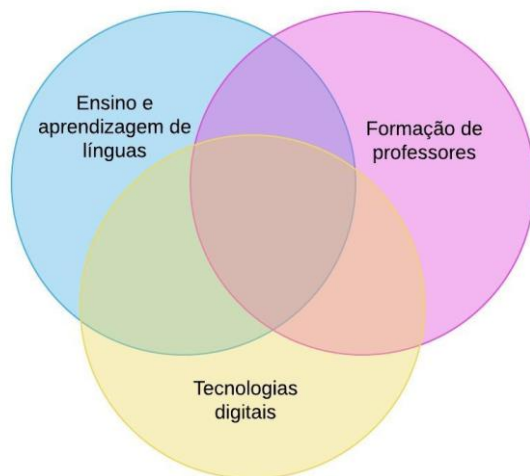 Ensino e
aprendizagem de
línguas
Formação de
professores
Tecnologias
digitais